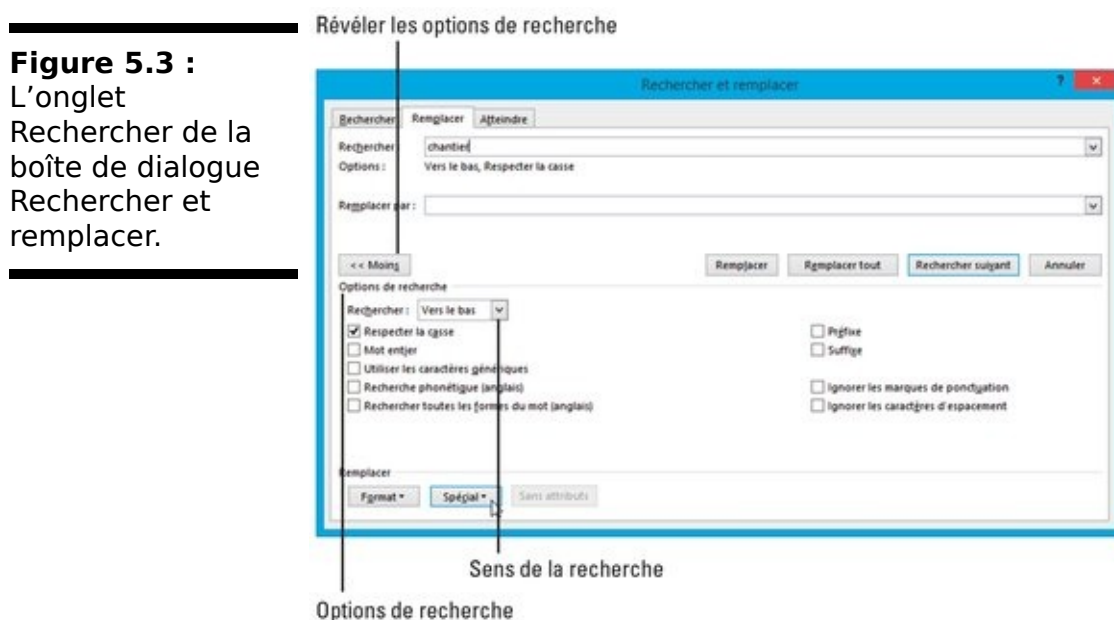 Révéler les options de recherche
Figure 5.3 :
L’onglet
Rechercher de la
boîte de dialogue
Rechercher et
remplacer.
Rechercher et remplacer
?
Rechercher Remplacer Atteindre
Rechercher chantier
Options : Vers le bas, Respecter la casse
Remplacer par :
<< Moins Remplacer Remplacer tout Rechercher suivant Annuler
Options de recherche
Rechercher : Vers le bas
Respecter la casse Préfixe
Mot entier Suffixe
Utiliser les caractères génériques
Recherche phonétique (anglais) Ignorer les marques de ponctuation
Rechercher toutes les formes du mot (anglais) Ignorer les caractères d'espacement
Remplacer
Format Spécial Sans attributs
Sens de la recherche
Options de recherche